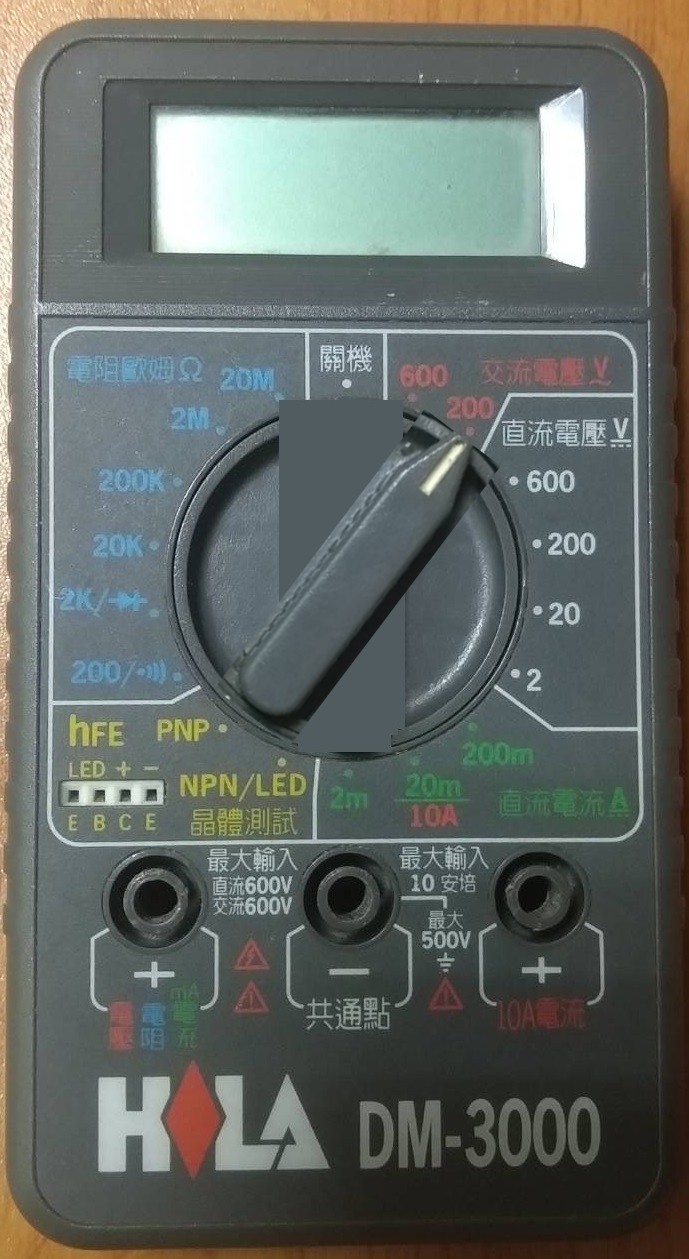 電阻歐姆Ω
20M
關機
600
交流電壓V
2M
200
直流電壓V
200K
600
20K
200
2K/
20
200/
2
hFE
PNP
200m
LED + −
NPN/LED
2m
20m
10A
直流電流A
E B C E
晶體測試
最大輸入
直流600V
交流600V
最大輸入
10 安培
最大
500V
+
−
+
電壓
電阻
mA電流
共通點
10A電流
HOLA
DM-3000